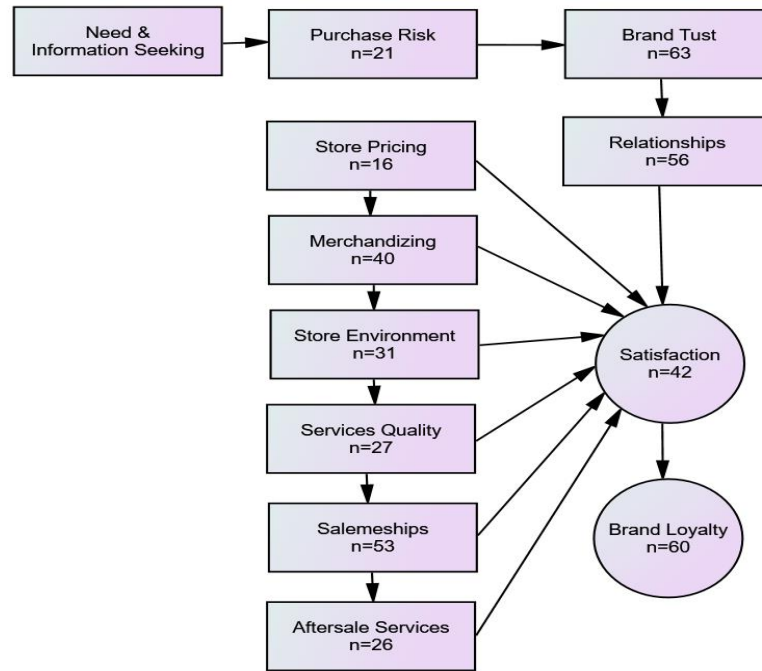 Need &
Information Seeking
Purchase Risk
n=21
Brand Tust
n=63
Store Pricing
n=16
Relationships
n=56
Merchandizing
n=40
Store Environment
n=31
Satisfaction
n=42
Services Quality
n=27
Salemeships
n=53
Brand Loyalty
n=60
Aftersale Services
n=26